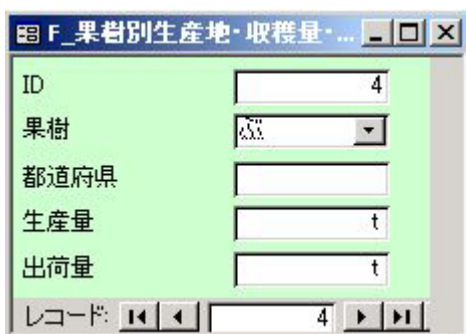 F_果樹別生産地・収穫量・...
ID 4
果樹 ぶ
都道府県
生産量 t
出荷量 t
レコード: 4